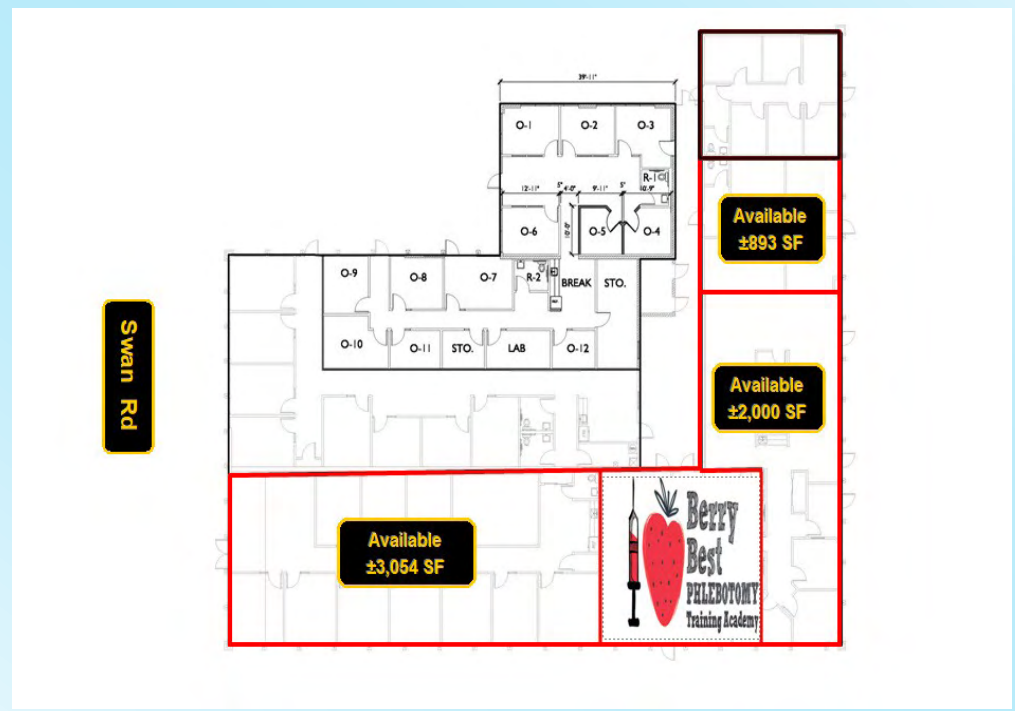 39'-11"
O-1
O-2
O-3
R-1
12'-11"
5"
4'-0"
9'-11"
5"
10'-9"
O-6
10'-0"
O-5
O-4
Available
±893 SF
O-9
O-8
O-7
R-2
BREAK
STO.
O-10
O-11
STO.
LAB
O-12
Swan Rd
Available
±2,000 SF
Available
±3,054 SF
Berry
Best
PHLEBOTOMY
Training Academy